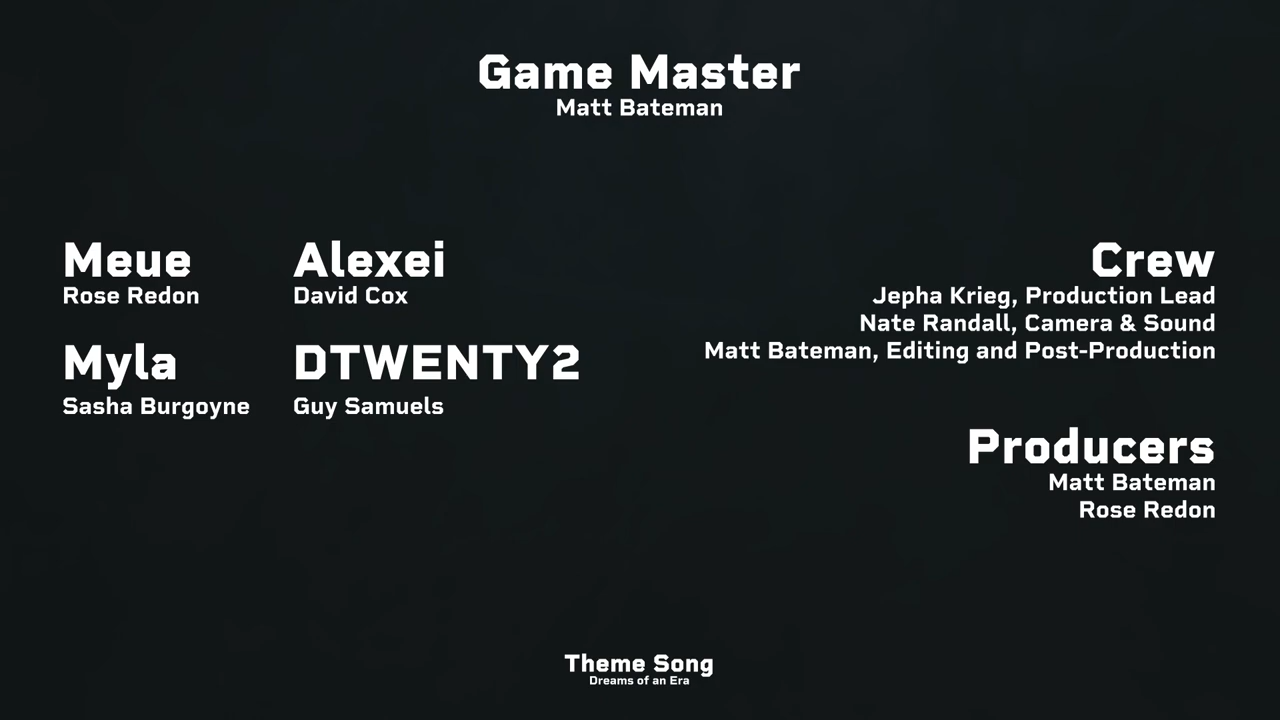 Game Master
Matt Bateman
Meue
Rose Redon
Alexei
David Cox
Myla
Sasha Burgoyne
DTWENTY2
Guy Samuels
Crew
Jepha Krieg, Production Lead
Nate Randall, Camera & Sound
Matt Bateman, Editing and Post-Production
Producers
Matt Bateman
Rose Redon
Theme Song
Dreams of an Era